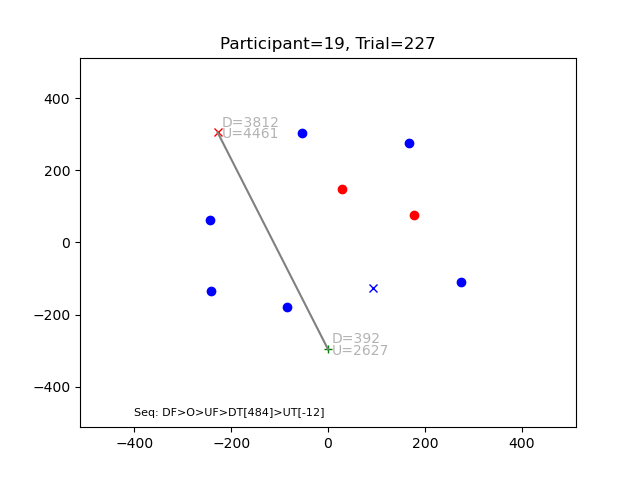 Participant=19, Trial=227
400
200
0
−200
−400
D=3812
U=4461
D=392
U=2627
Seq: DF>O>UF>DT[484]>UT[-12]
−400
−200
0
200
400